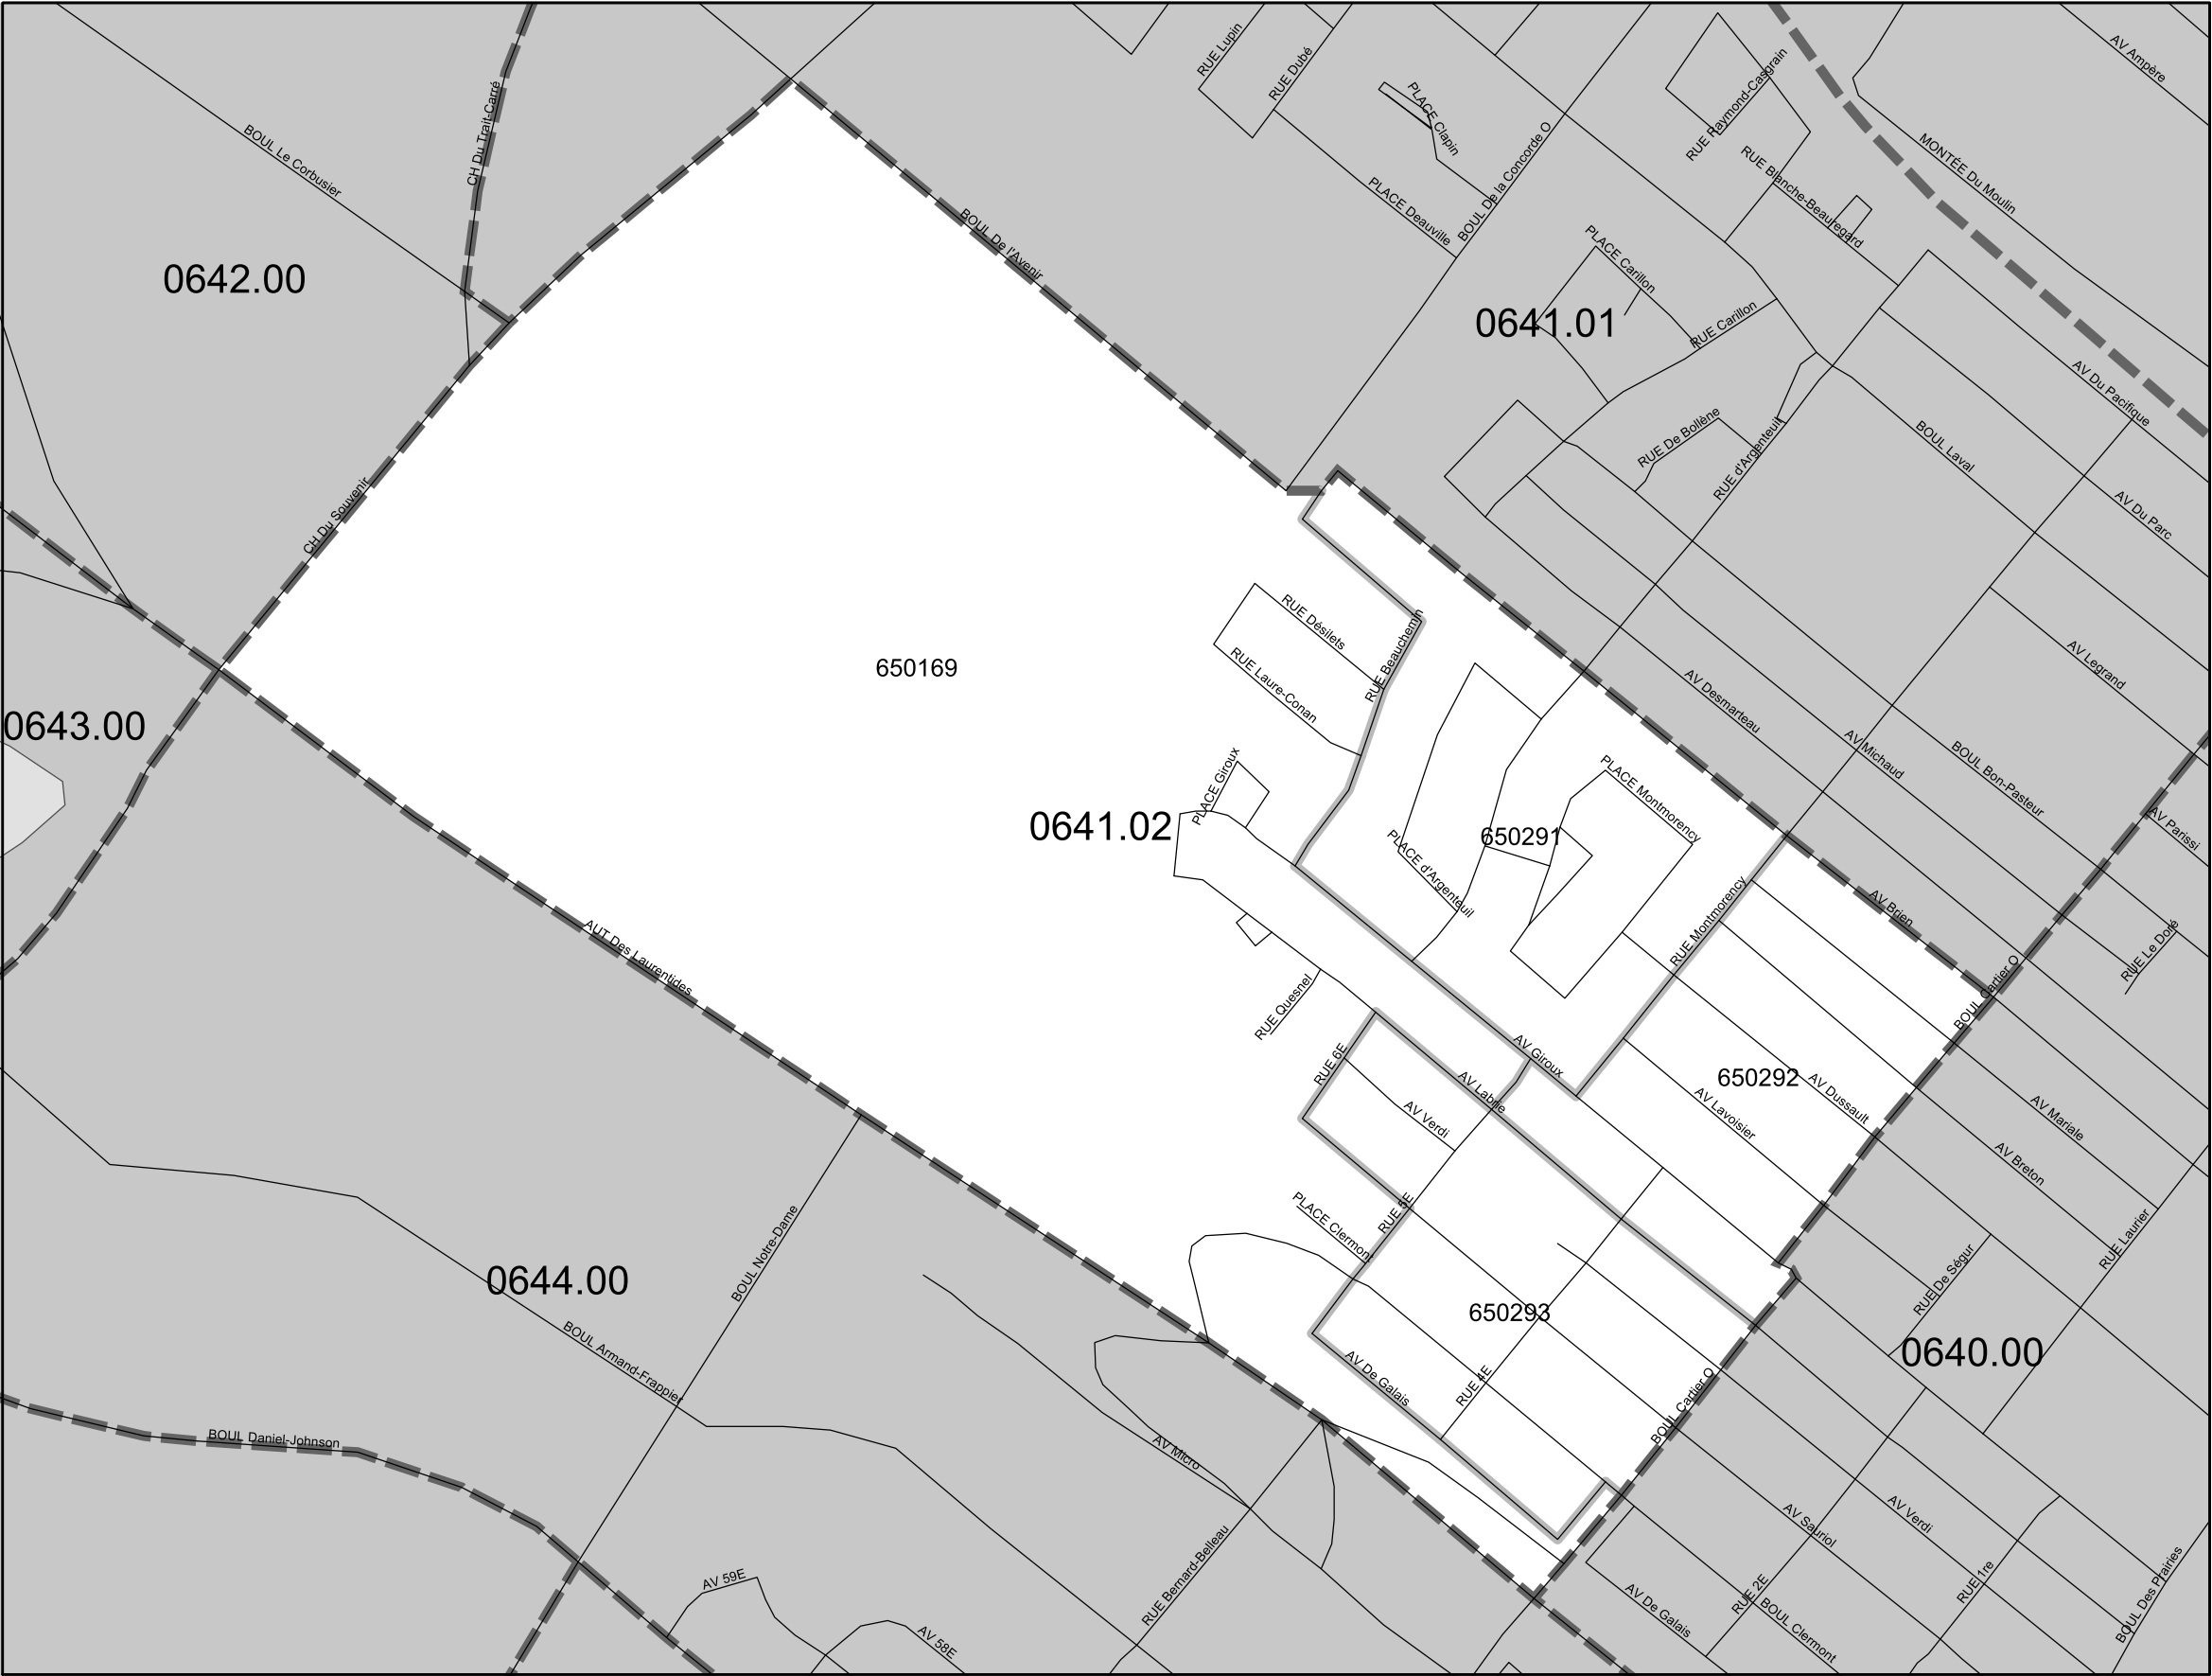 RUE Lupin
RUE Dubé
AV Ampère
CH Du Trait-Carré
PLACE Clapin
RUE Raymond-Casgrain
BOUL Le Corbusier
BOUL De la Concorde O
MONTÉE Du Moulin
RUE Blanche-Beauregard
PLACE Deauville
BOUL De l'Avenir
PLACE Carillon
0642.00
0641.01
RUE Carillon
AV Du Pacifique
RUE De Bollène
RUE d'Argenteuil
BOUL Laval
AV Du Parc
CH Du Souvenir
RUE Désilets
RUE Beauchemin
650169
RUE Laure-Conan
AV Legrand
AV Desmarteau
0643.00
AV Michaud
BOUL Bon-Pasteur
PLACE Giroux
PLACE Montmorency
0641.02
650291
AV Parissi
PLACE d'Argenteuil
RUE Montmorency
AV Brien
AUT Des Laurentides
RUE Le Doré
BOUL Cartier O
RUE Quesnel
AV Giroux
RUE 6E
650292
AV Labrie
AV Dussault
AV Lavoisier
AV Verdi
AV Mariale
AV Breton
RUE 5E
PLACE Clermont
BOUL Notre-Dame
RUE Laurier
0644.00
RUE De Ségur
650293
BOUL Armand-Frappier
0640.00
AV De Galais
RUE 4E
BOUL Cartier O
BOUL Daniel-Johnson
AV Micro
AV Sauriol
AV Verdi
RUE Bernard-Belleau
AV 59E
RUE 1re
BOUL Des Prairies
RUE 2E
AV De Galais
BOUL Clermont
AV 58E